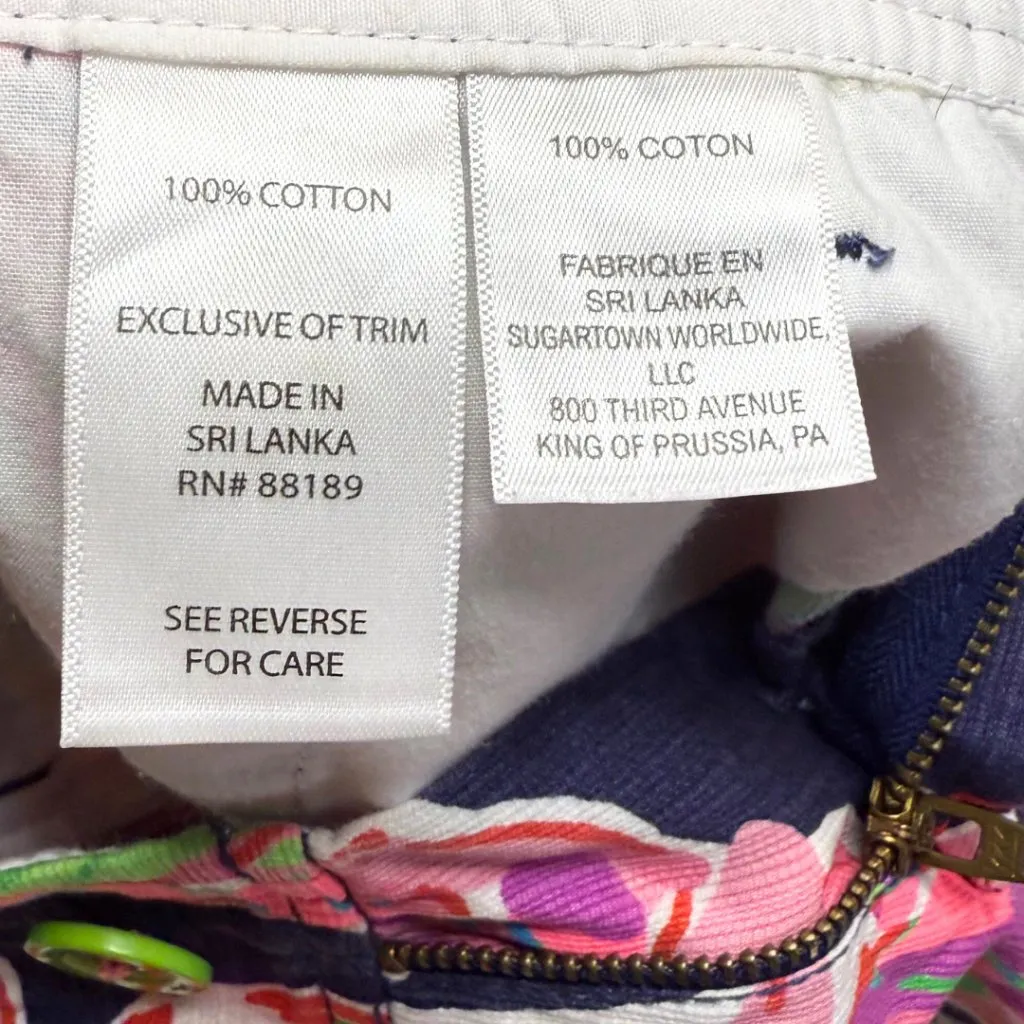 100% COTTON
EXCLUSIVE OF TRIM
MADE IN
SRI LANKA
RN# 88189
SEE REVERSE
FOR CARE
100% COTON
FABRIQUE EN
SRI LANKA
SUGARTOWN WORLDWIDE,
LLC
800 THIRD AVENUE
KING OF PRUSSIA, PA